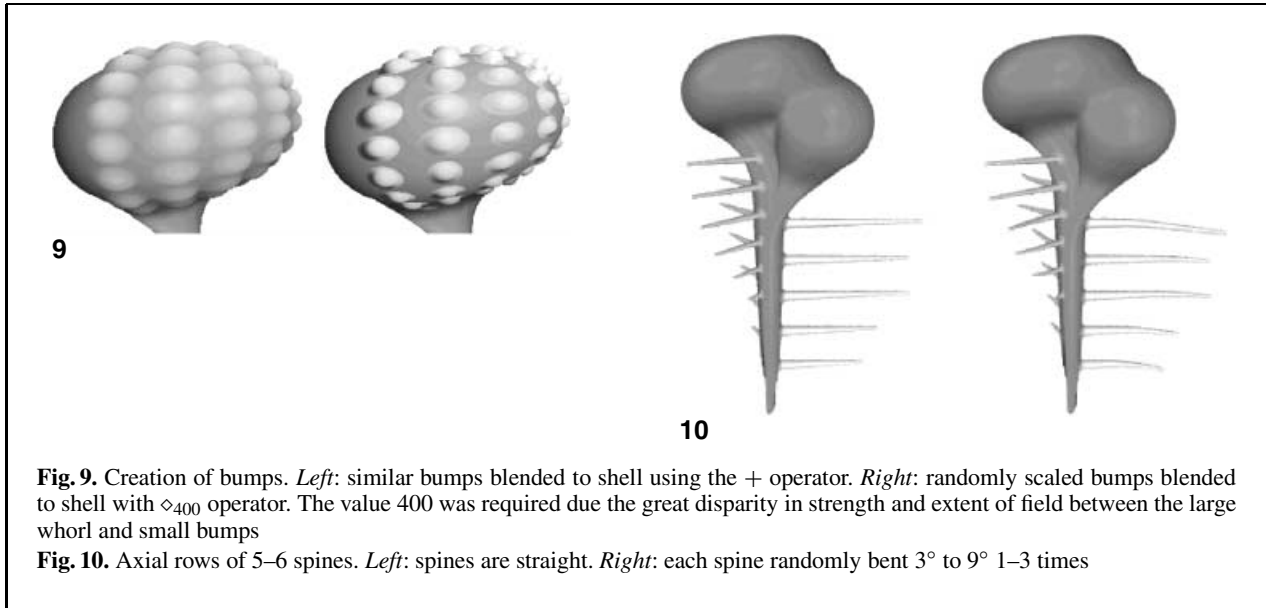 9
10
Fig. 9. Creation of bumps. Left: similar bumps blended to shell using the + operator. Right: randomly scaled bumps blended
to shell with ⋄400 operator. The value 400 was required due the great disparity in strength and extent of field between the large
whorl and small bumps
Fig. 10. Axial rows of 5–6 spines. Left: spines are straight. Right: each spine randomly bent 3° to 9° 1–3 times